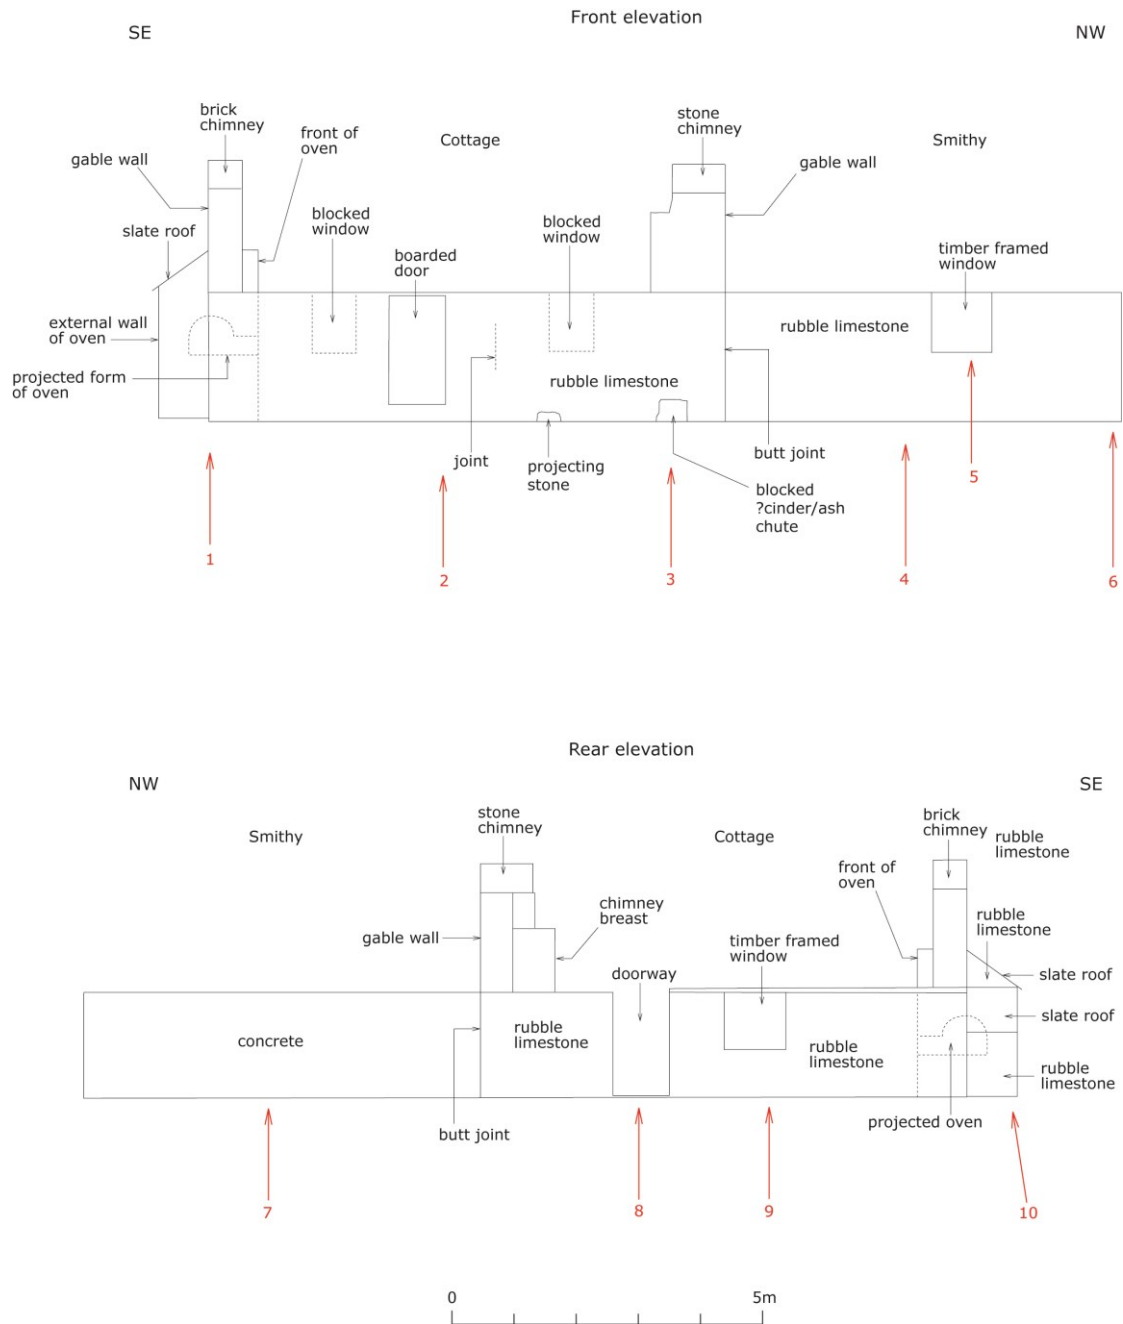 Front elevation
SE
NW
brick
chimney
front of
oven
Cottage
stone
chimney
Smithy
gable wall
gable wall
slate roof
blocked
window
boarded
door
blocked
window
timber framed
window
external wall
of oven
rubble limestone
projected form
of oven
rubble limestone
joint
projecting
stone
butt joint
blocked
?cinder/ash
chute
1
2
3
4
5
6
Rear elevation
NW
SE
Smithy
stone
chimney
Cottage
brick
chimney
rubble
limestone
front of
oven
chimney
breast
gable wall
timber framed
window
rubble
limestone
doorway
slate roof
slate roof
concrete
rubble
limestone
rubble
limestone
rubble
limestone
butt joint
projected oven
7
8
9
10
0
5m